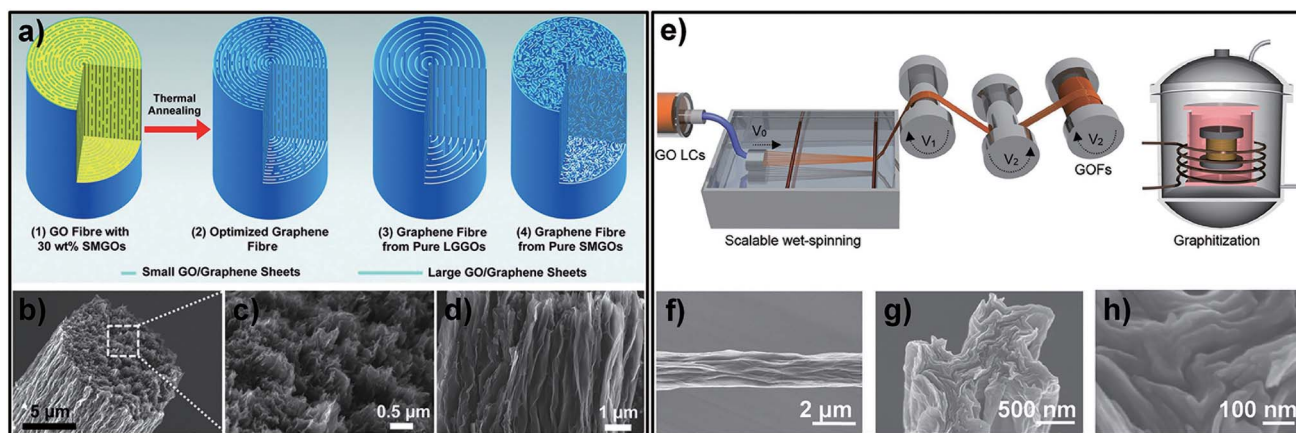 a)
Thermal
Annealing
(1) GO Fibre with
30 wt% SMGOs
(2) Optimized Graphene
Fibre
(3) Graphene Fibre
from Pure LGGOs
(4) Graphene Fibre
from Pure SMGOs
Small GO/Graphene Sheets
Large GO/Graphene Sheets
b)
5 µm
c)
0.5 µm
d)
1 µm
e)
GO LCs
V0
V1
V2
V2
GOFs
Scalable wet-spinning
Graphitization
f)
2 µm
g)
500 nm
h)
100 nm